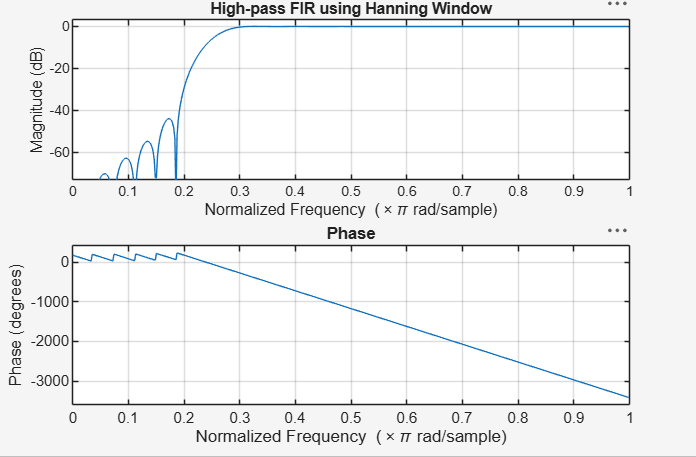 High-pass FIR using Hanning Window
Magnitude (dB)
0
-20
-40
-60
0 0.1 0.2 0.3 0.4 0.5 0.6 0.7 0.8 0.9 1
Normalized Frequency (× π rad/sample)
Phase
Phase (degrees)
0
-1000
-2000
-3000
0 0.1 0.2 0.3 0.4 0.5 0.6 0.7 0.8 0.9 1
Normalized Frequency (× π rad/sample)